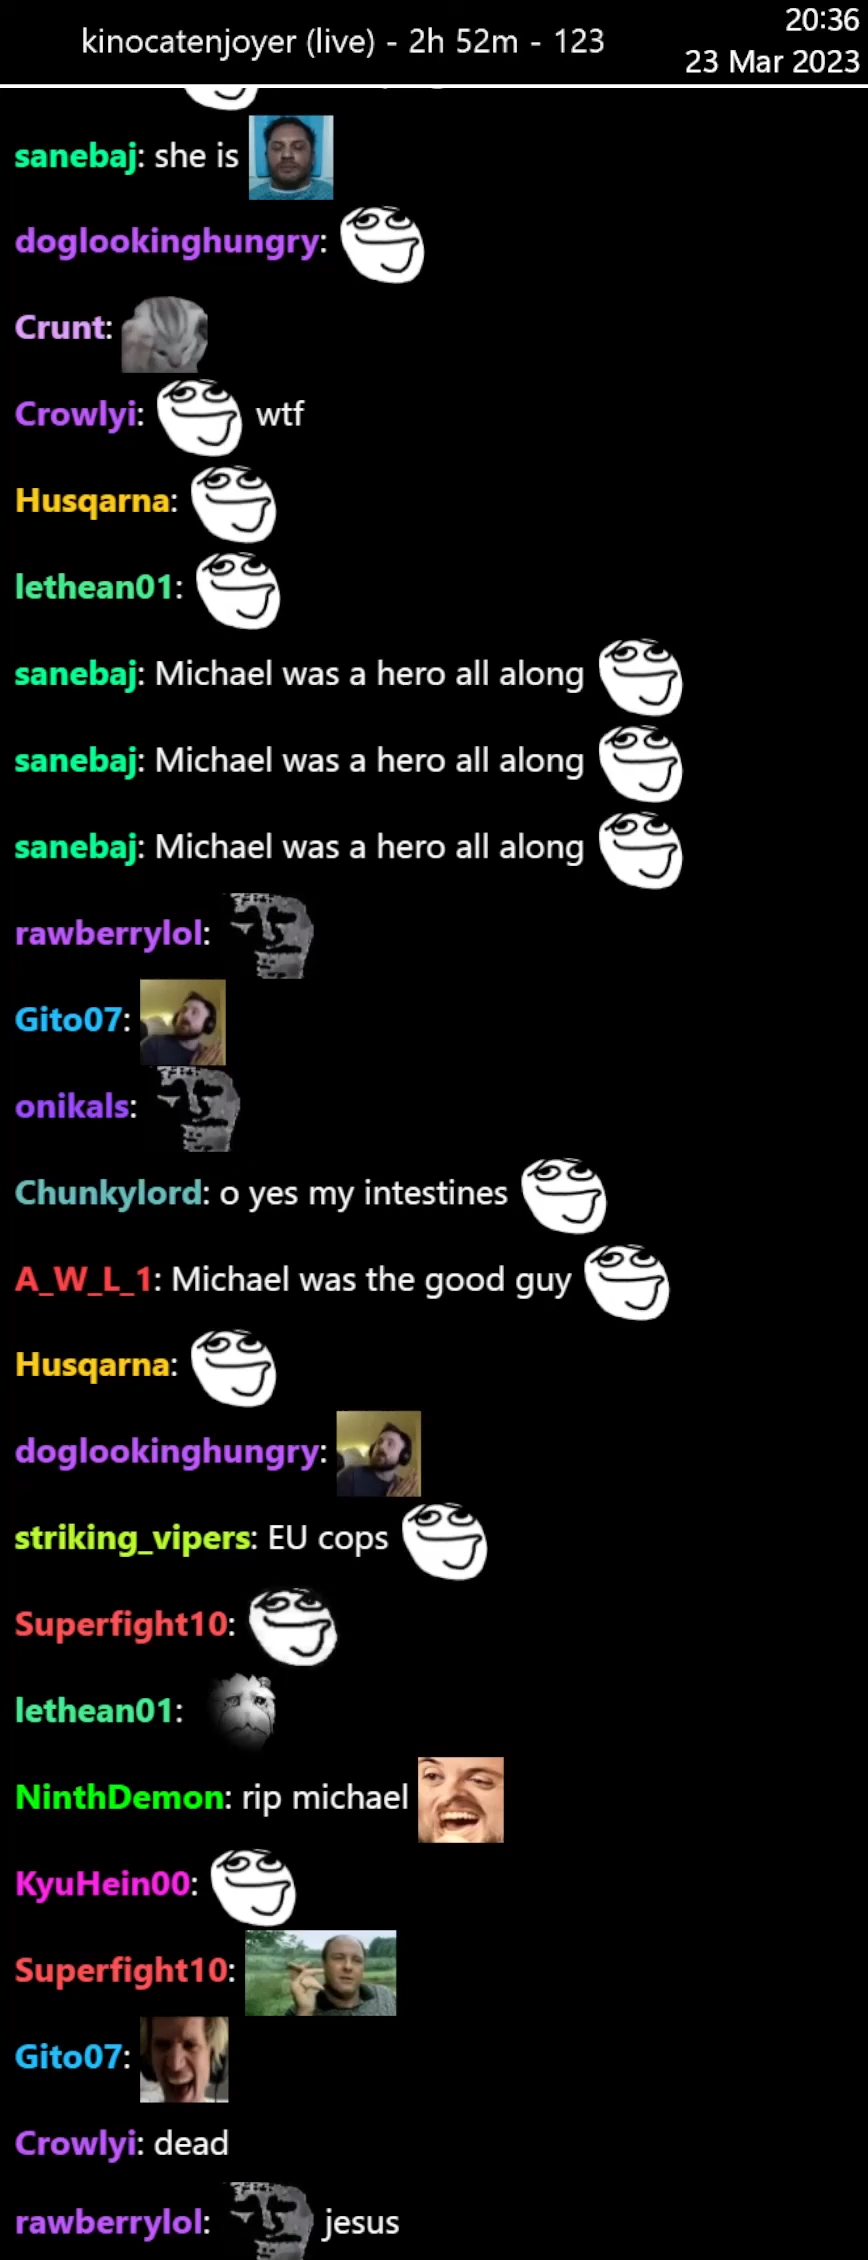 kinocatenjoyer (live) - 2h 52m - 123
20:36
23 Mar 2023
sanebaj: she is
doglookinghungry:
Crunt:
Crowlyi: wtf
Husqarna:
lethean01:
sanebaj: Michael was a hero all along
sanebaj: Michael was a hero all along
sanebaj: Michael was a hero all along
rawberrylol:
Gito07:
onikals:
Chunkylord: o yes my intestines
A_W_L_1: Michael was the good guy
Husqarna:
doglookinghungry:
striking_vipers: EU cops
Superfight10:
lethean01:
NinthDemon: rip michael
KyuHein00:
Superfight10:
Gito07:
Crowlyi: dead
rawberrylol: jesus